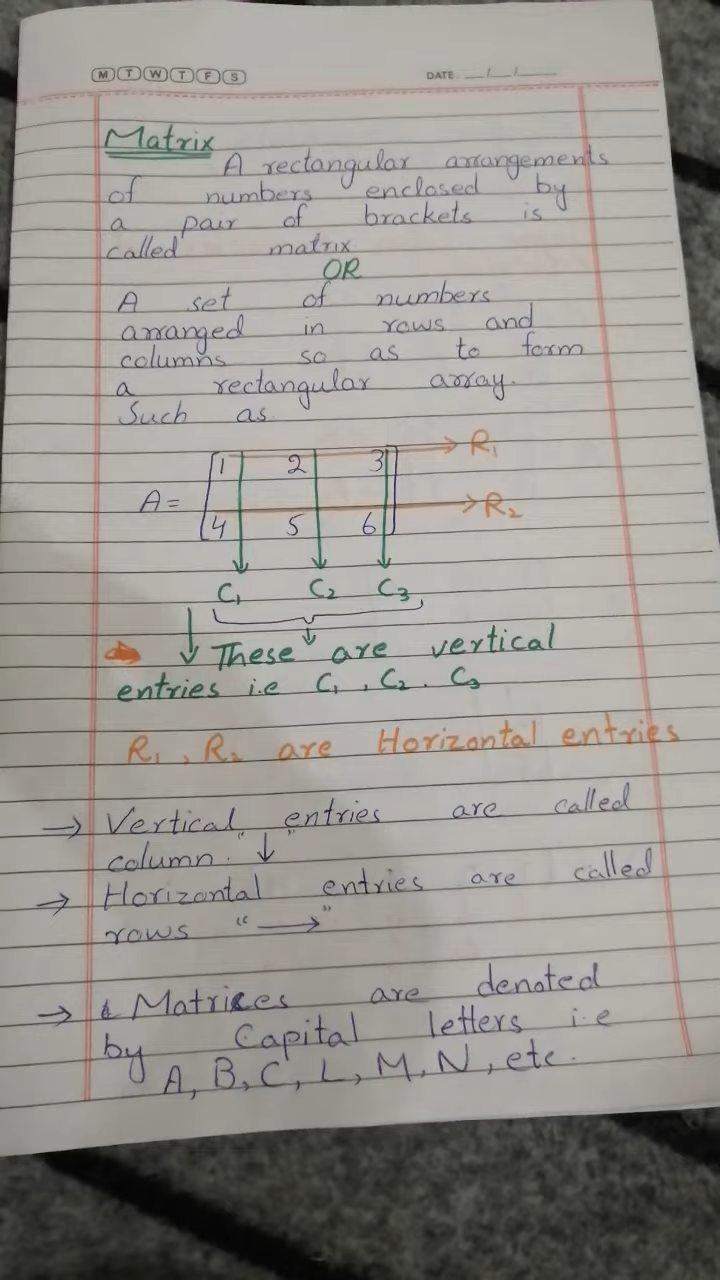 M T W T F S
DATE __/__/____
Matrix
A rectangular arrangements
of numbers enclosed by
a pair of brackets is
called matrix
OR
A set of numbers
arranged in rows and
columns so as to form
a rectangular array.
Such as
1 2 3 → R₁
A =
4 5 6 → R₂
C₁ C₂ C₃
↓ These are vertical
entries i.e C₁, C₂. C₃
R₁, R₂ are Horizontal entries
→ Vertical entries are called
column. "↓"
→ Horizontal entries are called
rows "→"
→ Matrices are denoted
by Capital letters i.e
A, B, C, L, M, N, etc.